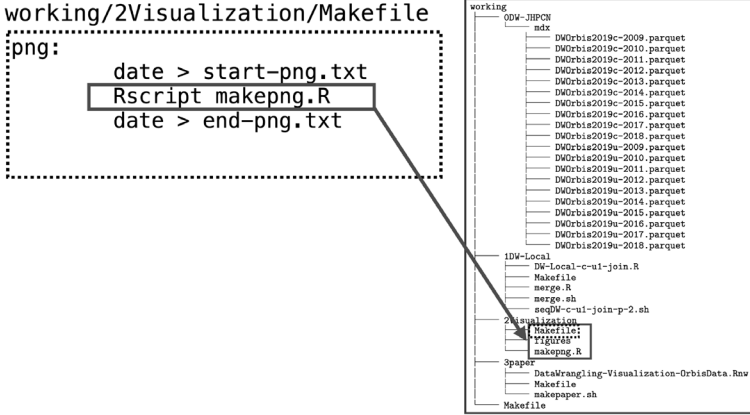 working/2Visualization/Makefile
png:
date > start-png.txt
Rscript makepng.R
date > end-png.txt
working
0DW-JHPCN
mdx
DWOrbis2019c-2009.parquet
DWOrbis2019c-2010.parquet
DWOrbis2019c-2011.parquet
DWOrbis2019c-2012.parquet
DWOrbis2019c-2013.parquet
DWOrbis2019c-2014.parquet
DWOrbis2019c-2015.parquet
DWOrbis2019c-2016.parquet
DWOrbis2019c-2017.parquet
DWOrbis2019c-2018.parquet
DWOrbis2019u-2009.parquet
DWOrbis2019u-2010.parquet
DWOrbis2019u-2011.parquet
DWOrbis2019u-2012.parquet
DWOrbis2019u-2013.parquet
DWOrbis2019u-2014.parquet
DWOrbis2019u-2015.parquet
DWOrbis2019u-2016.parquet
DWOrbis2019u-2017.parquet
DWOrbis2019u-2018.parquet
1DW-Local
DW-Local-c-u1-join.R
Makefile
merge.R
merge.sh
seqDW-c-u1-join-p-2.sh
2Visualization
Makefile
figures
makepng.R
3paper
DataWrangling-Visualization-OrbisData.Rnw
Makefile
makepaper.sh
Makefile